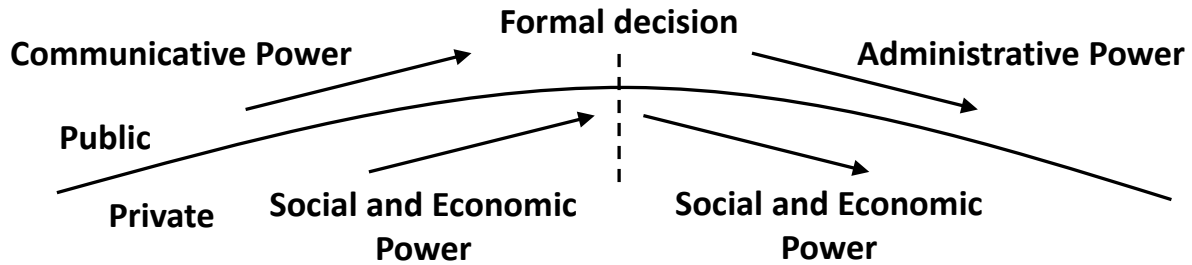 Formal decision
Communicative Power
Administrative Power
Public
Private
Social and Economic
Power
Social and Economic
Power